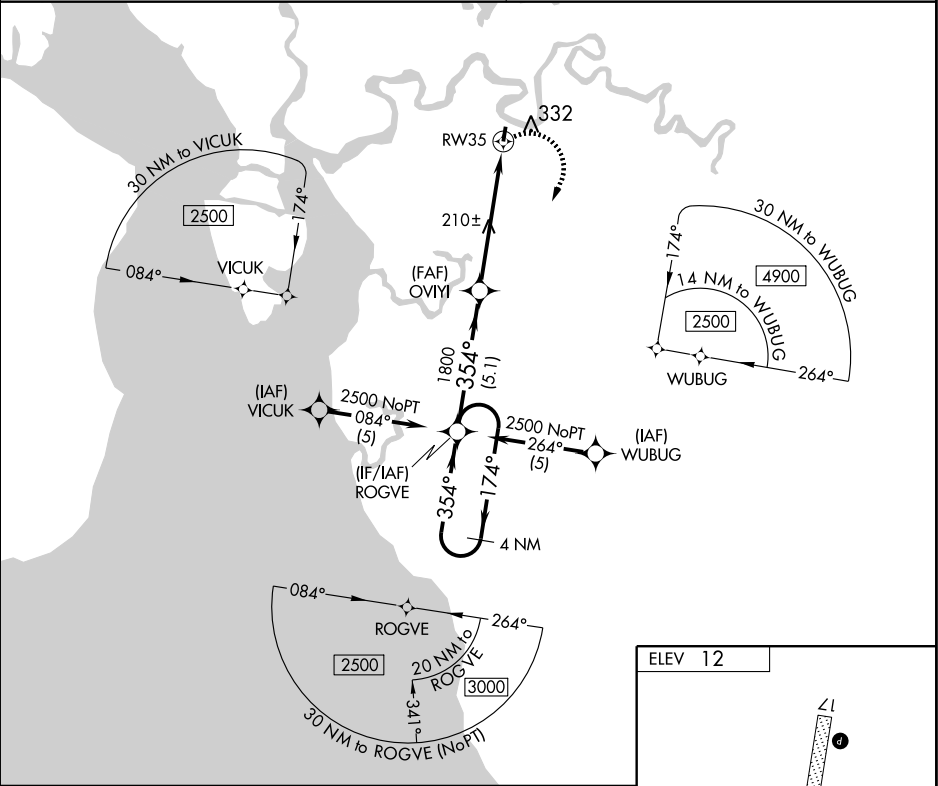 332
RW35
30 NM to VICUK
2500
174°
084°
VICUK
210±
(FAF)
OVIYI
30 NM to WUBUG
174°
4900
14 NM to WUBUG
2500
264°
WUBUG
1800
354°
(5.1)
(IAF)
VICUK
2500 NoPT
084°
(5)
2500 NoPT
264°
(5)
(IAF)
WUBUG
(IF/IAF)
ROGVE
354°
174°
4 NM
084°
ROGVE
264°
2500
20 NM to
ROGVE
3000
341°
30 NM to ROGVE (NoPT)
ELEV 12
17
P